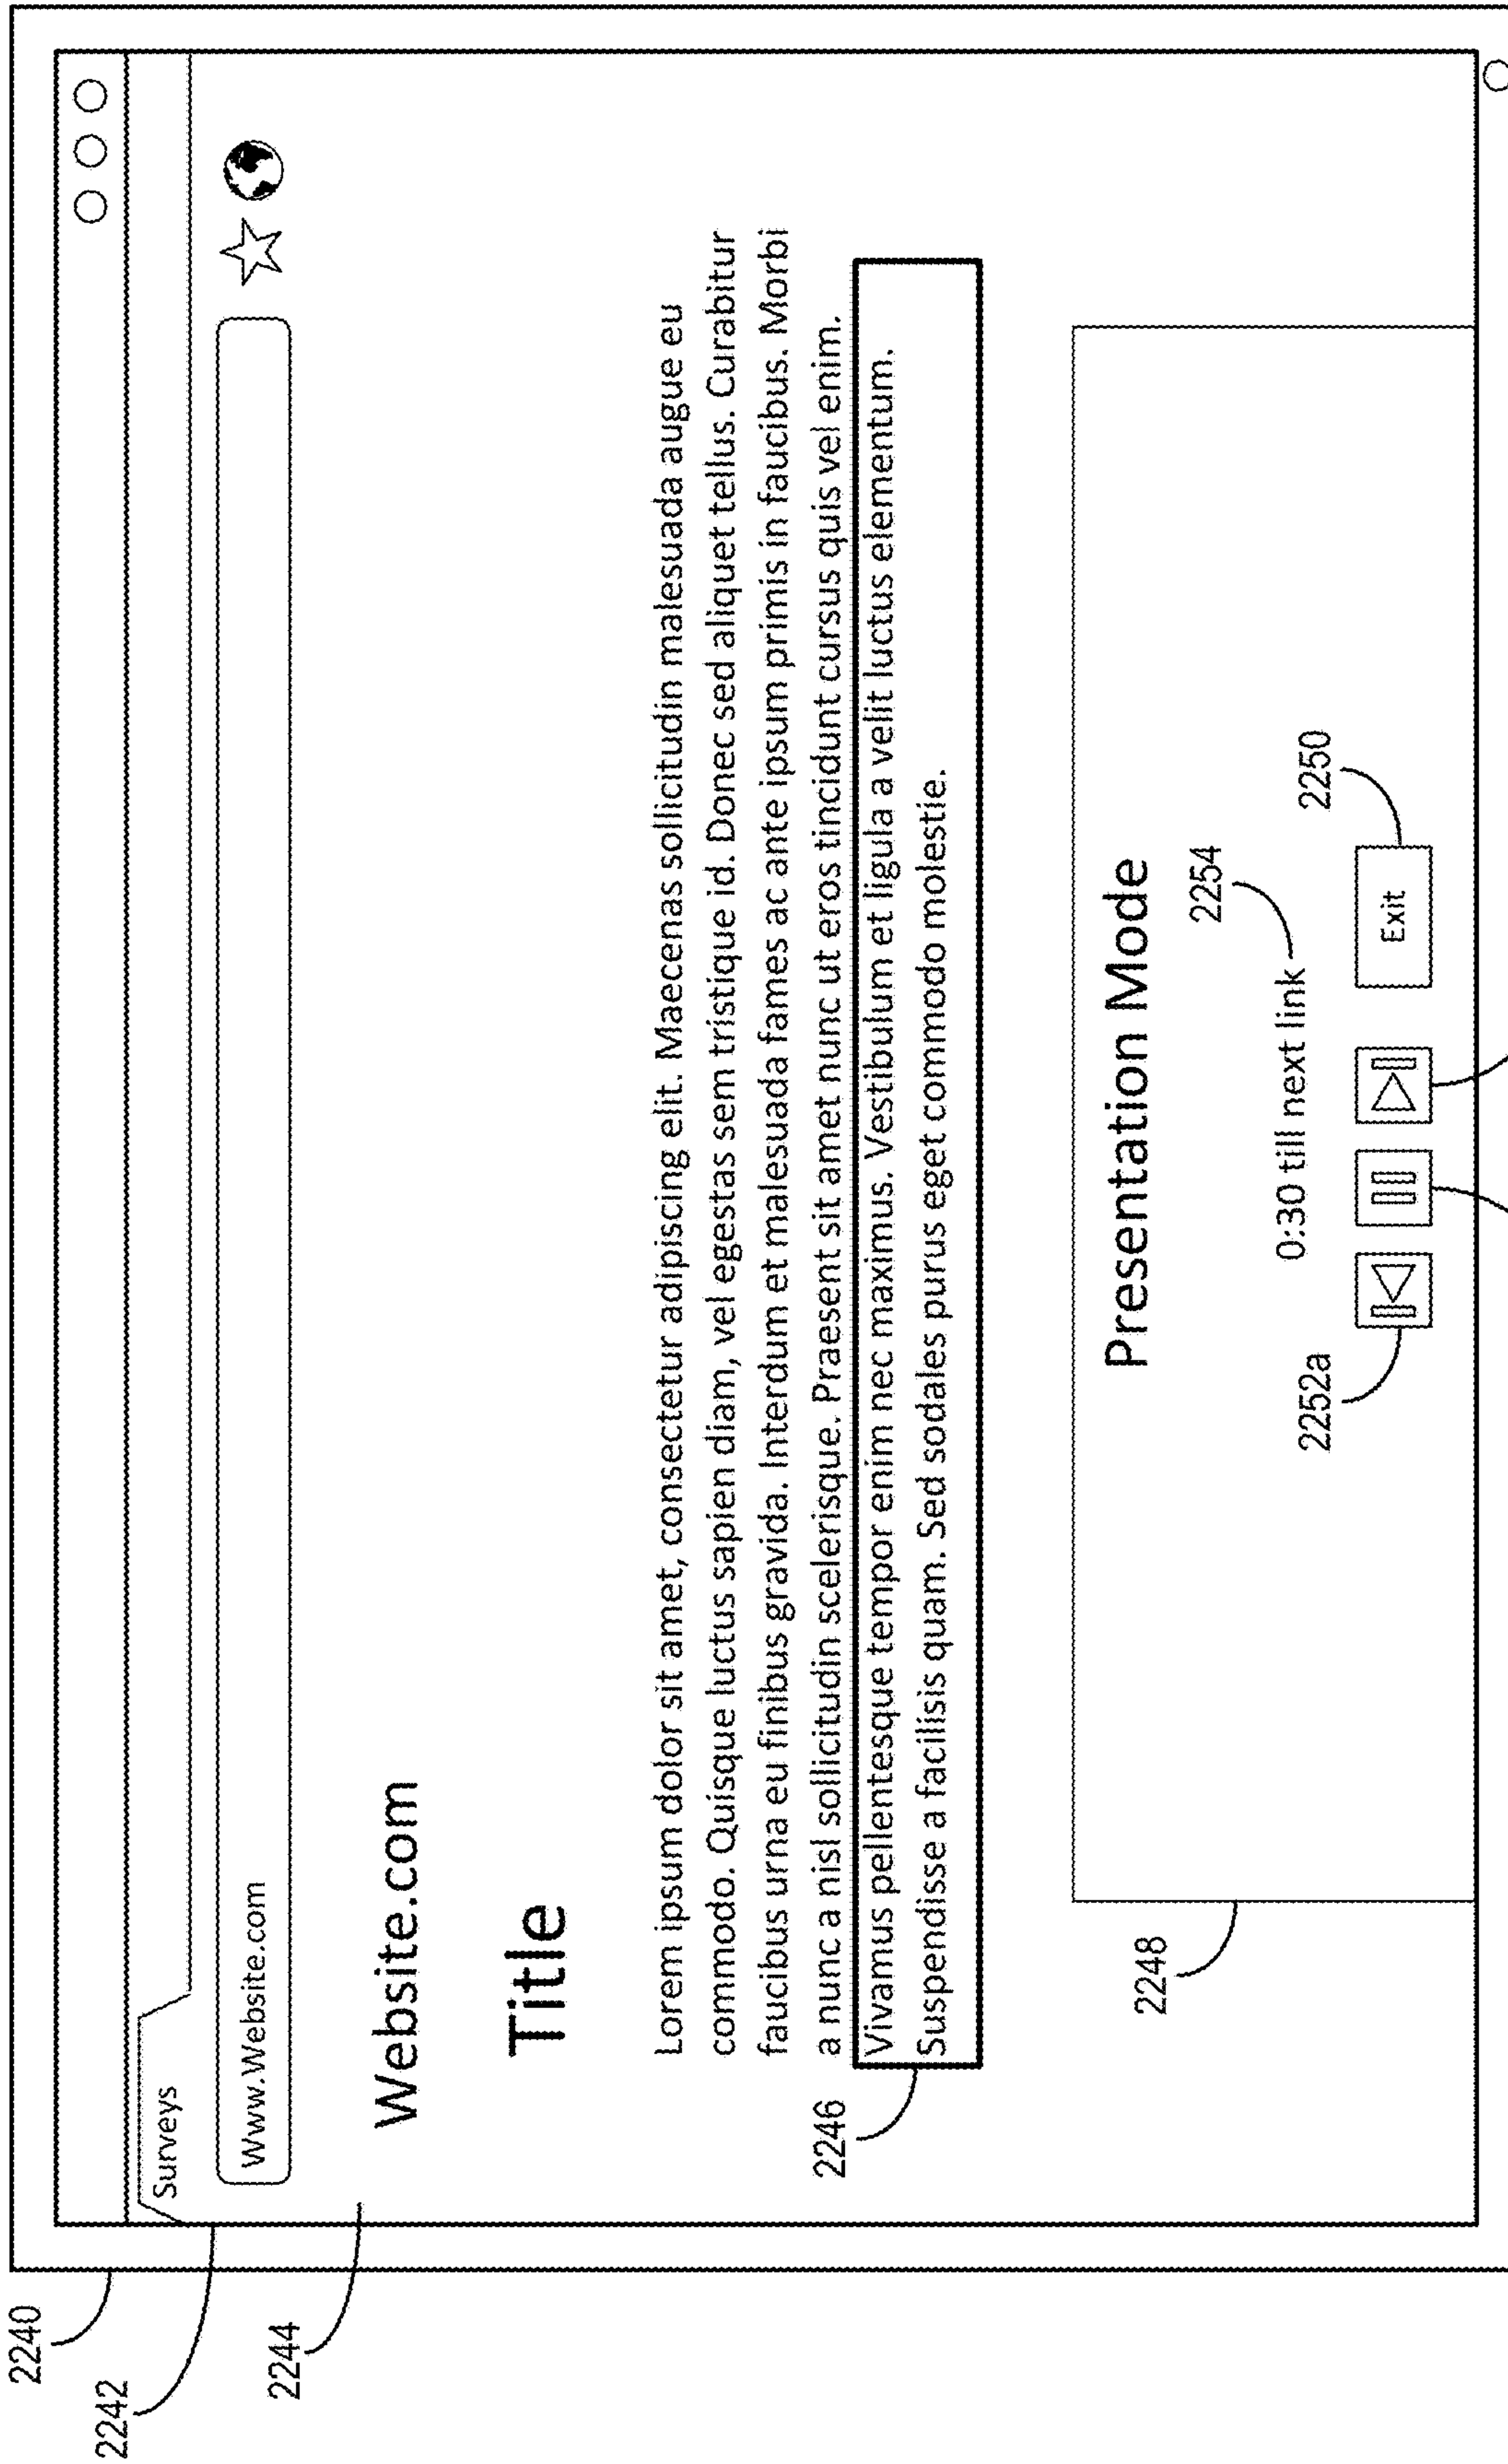 2240
2242
2244
Surveys
Www.Website.com
Website.com
Title
Lorem ipsum dolor sit amet, consectetur adipiscing elit. Maecenas sollicitudin malesuada augue eu
commodo. Quisque luctus sapien diam, vel egestas sem tristique id. Donec sed aliquet tellus. Curabitur
faucibus urna eu finibus gravida. Interdum et malesuada fames ac ante ipsum primis in faucibus. Morbi
a nunc a nisl sollicitudin scelerisque. Praesent sit amet nunc ut eros tincidunt cursus quis vel enim.
2246
Vivamus pellentesque tempor enim nec maximus. Vestibulum et ligula a velit luctus elementum.
Suspendisse a facilisis quam. Sed sodales purus eget commodo molestie.
2248
Presentation Mode
2254
0:30 till next link
2252a
2250
Exit